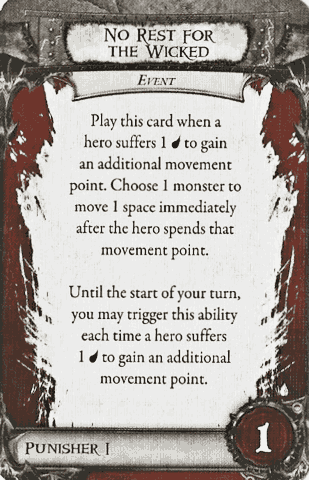 No Rest for
the Wicked
Event
Play this card when a
hero suffers 1 to gain
an additional movement
point. Choose 1 monster to
move 1 space immediately
after the hero spends that
movement point.
Until the start of your turn,
you may trigger this ability
each time a hero suffers
1 to gain an additional
movement point.
Punisher I
1